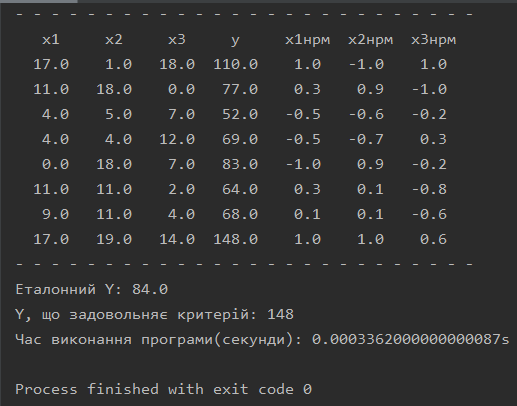 - - - - - - - - - - - - - - - - - - - - - - - - - - - - -
x1 x2 x3 y x1нрм x2нрм x3нрм
17.0 1.0 18.0 110.0 1.0 -1.0 1.0
11.0 18.0 0.0 77.0 0.3 0.9 -1.0
4.0 5.0 7.0 52.0 -0.5 -0.6 -0.2
4.0 4.0 12.0 69.0 -0.5 -0.7 0.3
0.0 18.0 7.0 83.0 -1.0 0.9 -0.2
11.0 11.0 2.0 64.0 0.3 0.1 -0.8
9.0 11.0 4.0 68.0 0.1 0.1 -0.6
17.0 19.0 14.0 148.0 1.0 1.0 0.6
- - - - - - - - - - - - - - - - - - - - - - - - - - - - -
Еталонний Y: 84.0
Y, що задовольняє критерій: 148
Час виконання програми(секунди): 0.0003362000000000087s
Process finished with exit code 0